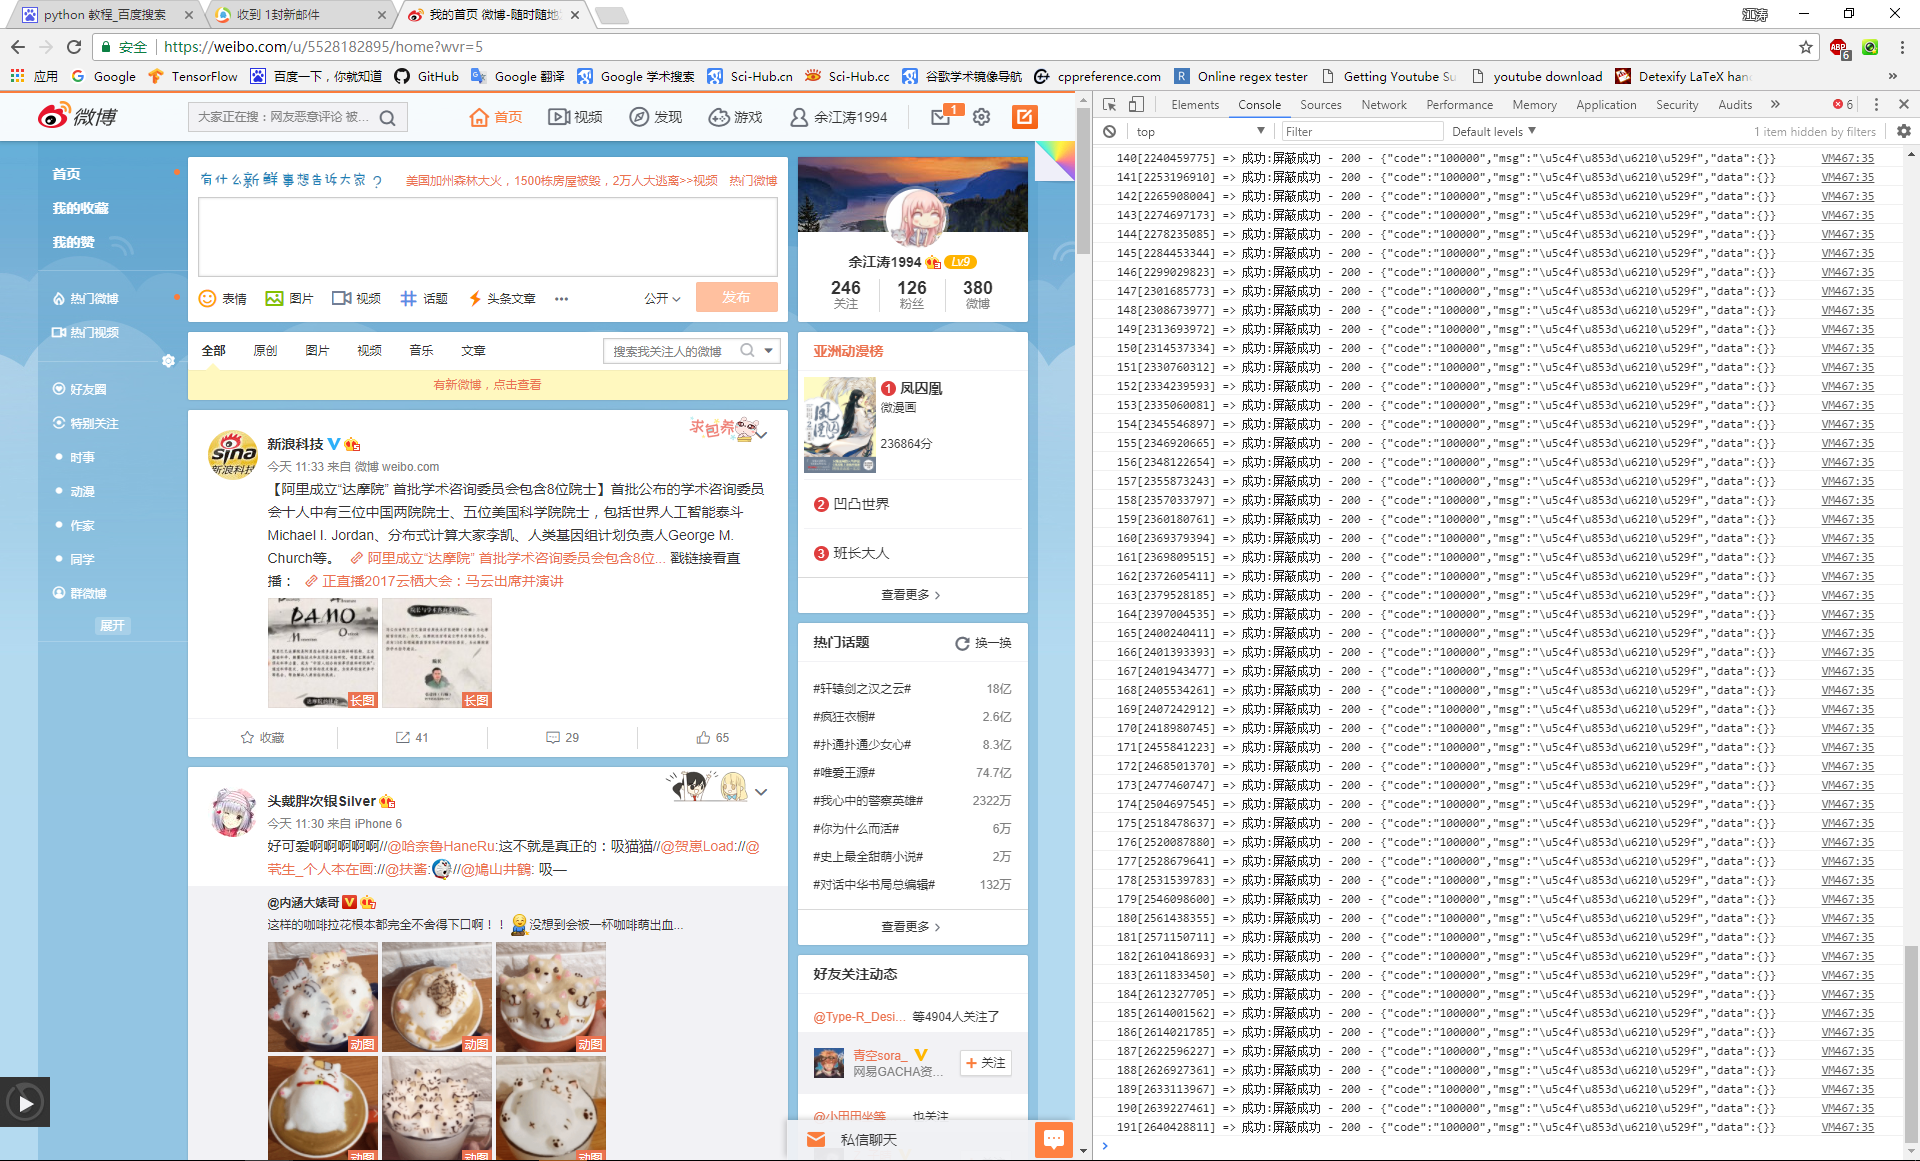 python 教程_百度搜索
收到 1封新邮件
我的首页 微博-随时随地
江涛
安全
https://weibo.com/u/5528182895/home?wvr=5
应用
Google
TensorFlow
百度一下，你就知道
GitHub
Google 翻译
Google 学术搜索
Sci-Hub.cn
Sci-Hub.cc
谷歌学术镜像导航
cppreference.com
Online regex tester
Getting Youtube Su
youtube download
Detexify LaTeX han
微博
大家正在搜：网友恶意评论 被...
首页
视频
发现
游戏
余江涛1994
1
首页
我的收藏
我的赞
热门微博
热门视频
好友圈
特别关注
时事
动漫
作家
同学
群微博
展开
有什么新鲜事想告诉大家？
美国加州森林大火，1500栋房屋被毁，2万人大逃离>>视频
热门微博
表情
图片
视频
话题
头条文章
公开
发布
全部
原创
图片
视频
音乐
文章
搜索我关注人的微博
有新微博，点击查看
求包养
新浪科技
今天 11:33 来自 微博 weibo.com
【阿里成立“达摩院” 首批学术咨询委员会包含8位院士】首批公布的学术咨询委员
会十人中有三位中国两院院士、五位美国科学院院士，包括世界人工智能泰斗
Michael I. Jordan、分布式计算大家李凯、人类基因组计划负责人George M.
Church等。 阿里成立“达摩院” 首批学术咨询委员会包含8位... 戳链接看直
播： 正直播2017云栖大会：马云出席并演讲
长图
长图
收藏
41
29
65
头戴胖次银Silver
今天 11:30 来自 iPhone 6
好可爱啊啊啊啊啊//@哈奈鲁HaneRu:这不就是真正的：吸猫猫//@贺崽Load://@
茕生_个人本在画://@扶酱: //@鸠山井鶴: 吸—
@内涵大婊哥
这样的咖啡拉花根本都完全不舍得下口啊！！ 没想到会被一杯咖啡萌出血...
动图
动图
动图
动图
动图
动图
余江涛1994
Lv9
246
关注
126
粉丝
380
微博
亚洲动漫榜
1 凤囚凰
微漫画
236864分
2 凹凸世界
3 班长大人
查看更多
热门话题
换一换
#轩辕剑之汉之云# 18亿
#疯狂衣橱# 2.6亿
#扑通扑通少女心# 8.3亿
#唯爱王源# 74.7亿
#我心中的警察英雄# 2322万
#你为什么而活# 6万
#史上最全甜萌小说# 2万
#对话中华书局总编辑# 132万
查看更多
好友关注动态
@Type-R_Desi... 等4904人关注了
青空sora_
网易GACHA资...
+ 关注
@小田田坐等 也关注
私信聊天
Elements
Console
Sources
Network
Performance
Memory
Application
Security
Audits
6
top
Filter
Default levels
1 item hidden by filters
140[2240459775] => 成功:屏蔽成功 - 200 - {"code":"100000","msg":"\u5c4f\u853d\u6210\u529f","data":{}} VM467:35
141[2253196910] => 成功:屏蔽成功 - 200 - {"code":"100000","msg":"\u5c4f\u853d\u6210\u529f","data":{}} VM467:35
142[2265908004] => 成功:屏蔽成功 - 200 - {"code":"100000","msg":"\u5c4f\u853d\u6210\u529f","data":{}} VM467:35
143[2274697173] => 成功:屏蔽成功 - 200 - {"code":"100000","msg":"\u5c4f\u853d\u6210\u529f","data":{}} VM467:35
144[2278235085] => 成功:屏蔽成功 - 200 - {"code":"100000","msg":"\u5c4f\u853d\u6210\u529f","data":{}} VM467:35
145[2284453344] => 成功:屏蔽成功 - 200 - {"code":"100000","msg":"\u5c4f\u853d\u6210\u529f","data":{}} VM467:35
146[2299029823] => 成功:屏蔽成功 - 200 - {"code":"100000","msg":"\u5c4f\u853d\u6210\u529f","data":{}} VM467:35
147[2301685773] => 成功:屏蔽成功 - 200 - {"code":"100000","msg":"\u5c4f\u853d\u6210\u529f","data":{}} VM467:35
148[2308673977] => 成功:屏蔽成功 - 200 - {"code":"100000","msg":"\u5c4f\u853d\u6210\u529f","data":{}} VM467:35
149[2313693972] => 成功:屏蔽成功 - 200 - {"code":"100000","msg":"\u5c4f\u853d\u6210\u529f","data":{}} VM467:35
150[2314537334] => 成功:屏蔽成功 - 200 - {"code":"100000","msg":"\u5c4f\u853d\u6210\u529f","data":{}} VM467:35
151[2330760312] => 成功:屏蔽成功 - 200 - {"code":"100000","msg":"\u5c4f\u853d\u6210\u529f","data":{}} VM467:35
152[2334239593] => 成功:屏蔽成功 - 200 - {"code":"100000","msg":"\u5c4f\u853d\u6210\u529f","data":{}} VM467:35
153[2335060081] => 成功:屏蔽成功 - 200 - {"code":"100000","msg":"\u5c4f\u853d\u6210\u529f","data":{}} VM467:35
154[2345546897] => 成功:屏蔽成功 - 200 - {"code":"100000","msg":"\u5c4f\u853d\u6210\u529f","data":{}} VM467:35
155[2346920665] => 成功:屏蔽成功 - 200 - {"code":"100000","msg":"\u5c4f\u853d\u6210\u529f","data":{}} VM467:35
156[2348122654] => 成功:屏蔽成功 - 200 - {"code":"100000","msg":"\u5c4f\u853d\u6210\u529f","data":{}} VM467:35
157[2355873243] => 成功:屏蔽成功 - 200 - {"code":"100000","msg":"\u5c4f\u853d\u6210\u529f","data":{}} VM467:35
158[2357033797] => 成功:屏蔽成功 - 200 - {"code":"100000","msg":"\u5c4f\u853d\u6210\u529f","data":{}} VM467:35
159[2360180761] => 成功:屏蔽成功 - 200 - {"code":"100000","msg":"\u5c4f\u853d\u6210\u529f","data":{}} VM467:35
160[2369379394] => 成功:屏蔽成功 - 200 - {"code":"100000","msg":"\u5c4f\u853d\u6210\u529f","data":{}} VM467:35
161[2369809515] => 成功:屏蔽成功 - 200 - {"code":"100000","msg":"\u5c4f\u853d\u6210\u529f","data":{}} VM467:35
162[2372605411] => 成功:屏蔽成功 - 200 - {"code":"100000","msg":"\u5c4f\u853d\u6210\u529f","data":{}} VM467:35
163[2379528185] => 成功:屏蔽成功 - 200 - {"code":"100000","msg":"\u5c4f\u853d\u6210\u529f","data":{}} VM467:35
164[2397004535] => 成功:屏蔽成功 - 200 - {"code":"100000","msg":"\u5c4f\u853d\u6210\u529f","data":{}} VM467:35
165[2400240411] => 成功:屏蔽成功 - 200 - {"code":"100000","msg":"\u5c4f\u853d\u6210\u529f","data":{}} VM467:35
166[2401393393] => 成功:屏蔽成功 - 200 - {"code":"100000","msg":"\u5c4f\u853d\u6210\u529f","data":{}} VM467:35
167[2401943477] => 成功:屏蔽成功 - 200 - {"code":"100000","msg":"\u5c4f\u853d\u6210\u529f","data":{}} VM467:35
168[2405534261] => 成功:屏蔽成功 - 200 - {"code":"100000","msg":"\u5c4f\u853d\u6210\u529f","data":{}} VM467:35
169[2407242912] => 成功:屏蔽成功 - 200 - {"code":"100000","msg":"\u5c4f\u853d\u6210\u529f","data":{}} VM467:35
170[2418980745] => 成功:屏蔽成功 - 200 - {"code":"100000","msg":"\u5c4f\u853d\u6210\u529f","data":{}} VM467:35
171[2455841223] => 成功:屏蔽成功 - 200 - {"code":"100000","msg":"\u5c4f\u853d\u6210\u529f","data":{}} VM467:35
172[2468501370] => 成功:屏蔽成功 - 200 - {"code":"100000","msg":"\u5c4f\u853d\u6210\u529f","data":{}} VM467:35
173[2477460747] => 成功:屏蔽成功 - 200 - {"code":"100000","msg":"\u5c4f\u853d\u6210\u529f","data":{}} VM467:35
174[2504697545] => 成功:屏蔽成功 - 200 - {"code":"100000","msg":"\u5c4f\u853d\u6210\u529f","data":{}} VM467:35
175[2518478637] => 成功:屏蔽成功 - 200 - {"code":"100000","msg":"\u5c4f\u853d\u6210\u529f","data":{}} VM467:35
176[2520087880] => 成功:屏蔽成功 - 200 - {"code":"100000","msg":"\u5c4f\u853d\u6210\u529f","data":{}} VM467:35
177[2528679641] => 成功:屏蔽成功 - 200 - {"code":"100000","msg":"\u5c4f\u853d\u6210\u529f","data":{}} VM467:35
178[2531539783] => 成功:屏蔽成功 - 200 - {"code":"100000","msg":"\u5c4f\u853d\u6210\u529f","data":{}} VM467:35
179[2546098600] => 成功:屏蔽成功 - 200 - {"code":"100000","msg":"\u5c4f\u853d\u6210\u529f","data":{}} VM467:35
180[2561438355] => 成功:屏蔽成功 - 200 - {"code":"100000","msg":"\u5c4f\u853d\u6210\u529f","data":{}} VM467:35
181[2571150711] => 成功:屏蔽成功 - 200 - {"code":"100000","msg":"\u5c4f\u853d\u6210\u529f","data":{}} VM467:35
182[2610418693] => 成功:屏蔽成功 - 200 - {"code":"100000","msg":"\u5c4f\u853d\u6210\u529f","data":{}} VM467:35
183[2611833450] => 成功:屏蔽成功 - 200 - {"code":"100000","msg":"\u5c4f\u853d\u6210\u529f","data":{}} VM467:35
184[2612327705] => 成功:屏蔽成功 - 200 - {"code":"100000","msg":"\u5c4f\u853d\u6210\u529f","data":{}} VM467:35
185[2614001562] => 成功:屏蔽成功 - 200 - {"code":"100000","msg":"\u5c4f\u853d\u6210\u529f","data":{}} VM467:35
186[2614021785] => 成功:屏蔽成功 - 200 - {"code":"100000","msg":"\u5c4f\u853d\u6210\u529f","data":{}} VM467:35
187[2622596227] => 成功:屏蔽成功 - 200 - {"code":"100000","msg":"\u5c4f\u853d\u6210\u529f","data":{}} VM467:35
188[2626927361] => 成功:屏蔽成功 - 200 - {"code":"100000","msg":"\u5c4f\u853d\u6210\u529f","data":{}} VM467:35
189[2633113967] => 成功:屏蔽成功 - 200 - {"code":"100000","msg":"\u5c4f\u853d\u6210\u529f","data":{}} VM467:35
190[2639227461] => 成功:屏蔽成功 - 200 - {"code":"100000","msg":"\u5c4f\u853d\u6210\u529f","data":{}} VM467:35
191[2640428811] => 成功:屏蔽成功 - 200 - {"code":"100000","msg":"\u5c4f\u853d\u6210\u529f","data":{}} VM467:35